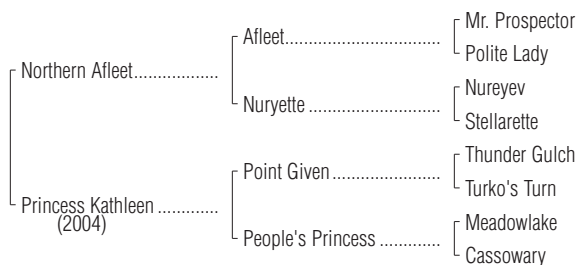 Northern Afleet.................
Princess Kathleen ............
(2004)
Afleet...............................
Nuryette ..........................
Point Given......................
People's Princess ............
Mr. Prospector
Polite Lady
Nureyev
Stellarette
Thunder Gulch
Turko's Turn
Meadowlake
Cassowary